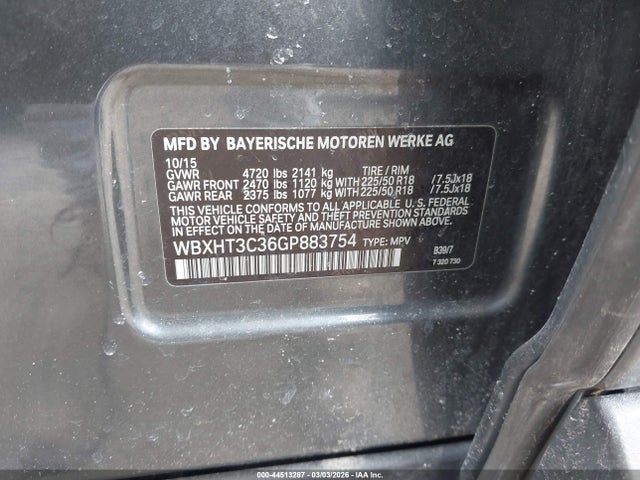 MFD BY BAYERISCHE MOTOREN WERKE AG
10/15
GVWR 4720 lbs 2141 kg TIRE / RIM
GAWR FRONT 2470 lbs 1120 kg WITH 225/50 R18 /7.5Jx18
GAWR REAR 2375 lbs 1077 kg WITH 225/50 R18 /7.5Jx18
THIS VEHICLE CONFORMS TO ALL APPLICABLE U. S. FEDERAL
MOTOR VEHICLE SAFETY, BUMPER, AND THEFT PREVENTION STANDARDS
IN EFFECT ON THE DATE OF MANUFACTURE SHOWN ABOVE.
WBXHT3C36GP883754 TYPE: MPV B39/7
7 320 730
000-44513287 - 03/03/2026 - COPART.COM